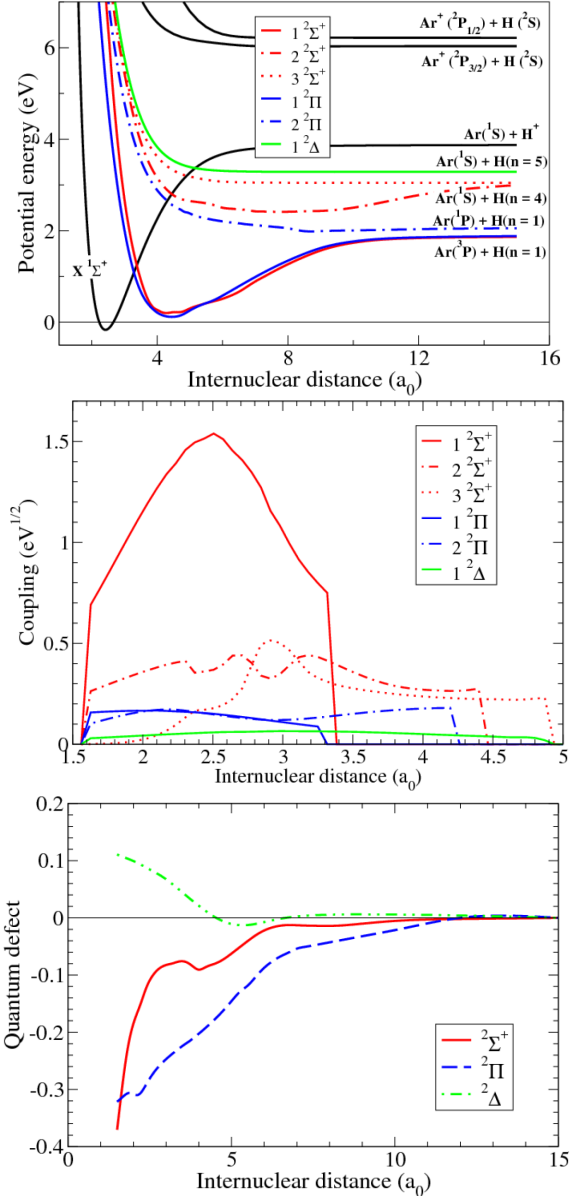 6
4
2
0
Potential energy (eV)
1 ²Σ⁺
2 ²Σ⁺
3 ²Σ⁺
1 ²Π
2 ²Π
1 ²Δ
Ar⁺ (²P₁/₂) + H (²S)
Ar⁺ (²P₃/₂) + H (²S)
Ar(¹S) + H⁺
Ar(¹S) + H(n = 5)
Ar(¹S) + H(n = 4)
Ar(¹P) + H(n = 1)
Ar(³P) + H(n = 1)
X ¹Σ⁺
4 8 12 16
Internuclear distance (a₀)
1.5
1
0.5
0
Coupling (eV¹/²)
1 ²Σ⁺
2 ²Σ⁺
3 ²Σ⁺
1 ²Π
2 ²Π
1 ²Δ
1.5 2 2.5 3 3.5 4 4.5 5
Internuclear distance (a₀)
0.2
0.1
0
-0.1
-0.2
-0.3
-0.4
Quantum defect
²Σ⁺
²Π
²Δ
0 5 10 15
Internuclear distance (a₀)